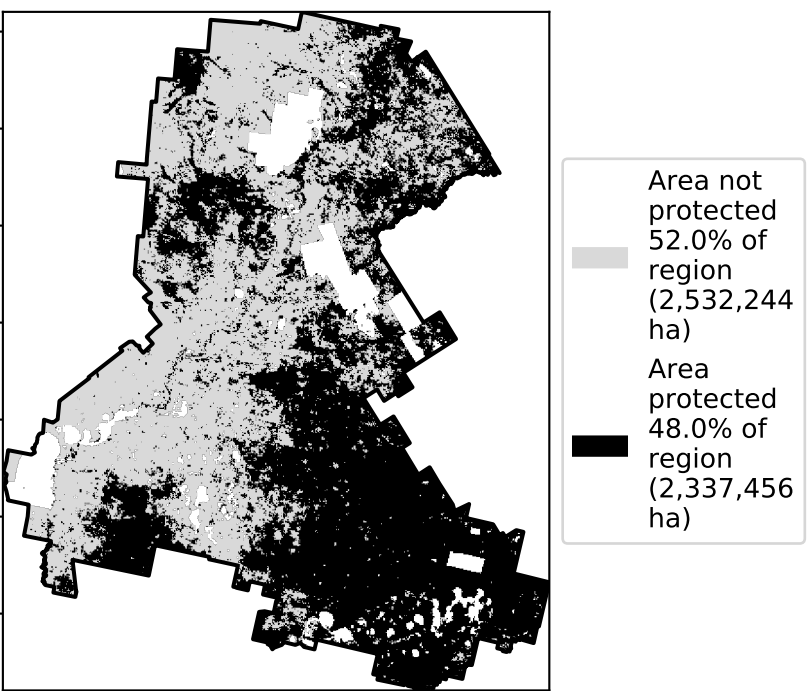 Area not
protected
52.0% of
region
(2,532,244
ha)
Area
protected
48.0% of
region
(2,337,456
ha)